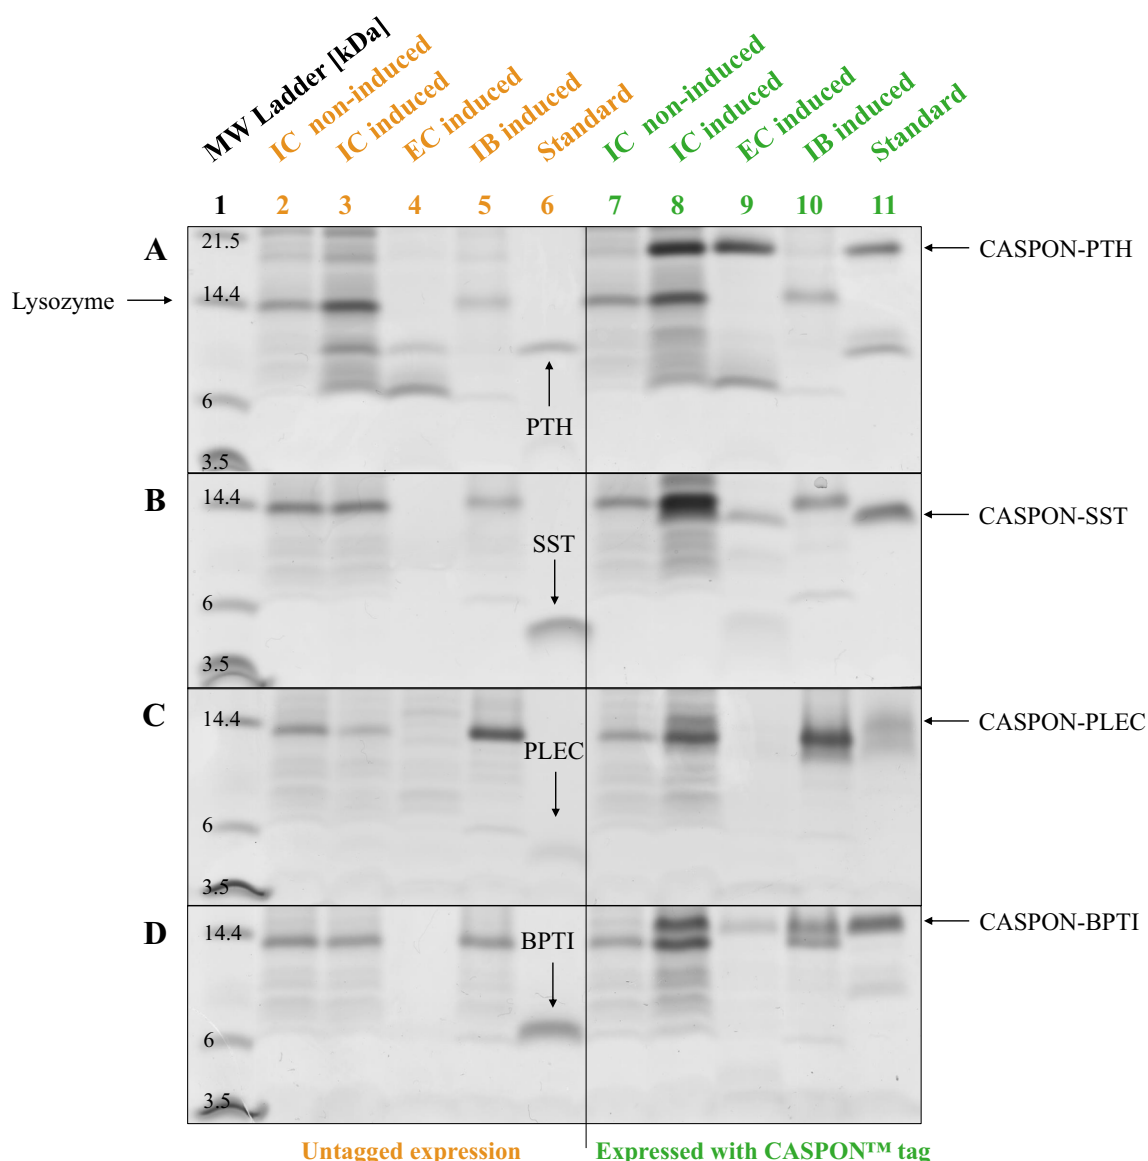 MW Ladder [kDa]
IC non-induced
IC induced
EC induced
IB induced
Standard
IC non-induced
IC induced
EC induced
IB induced
Standard
1 2 3 4 5 6 7 8 9 10 11
A 21.5 CASPON-PTH
Lysozyme 14.4
6
PTH
3.5
B 14.4 CASPON-SST
SST
6
3.5
C 14.4 CASPON-PLEC
PLEC
6
3.5
D 14.4 CASPON-BPTI
BPTI
6
3.5
Untagged expression Expressed with CASPON™ tag